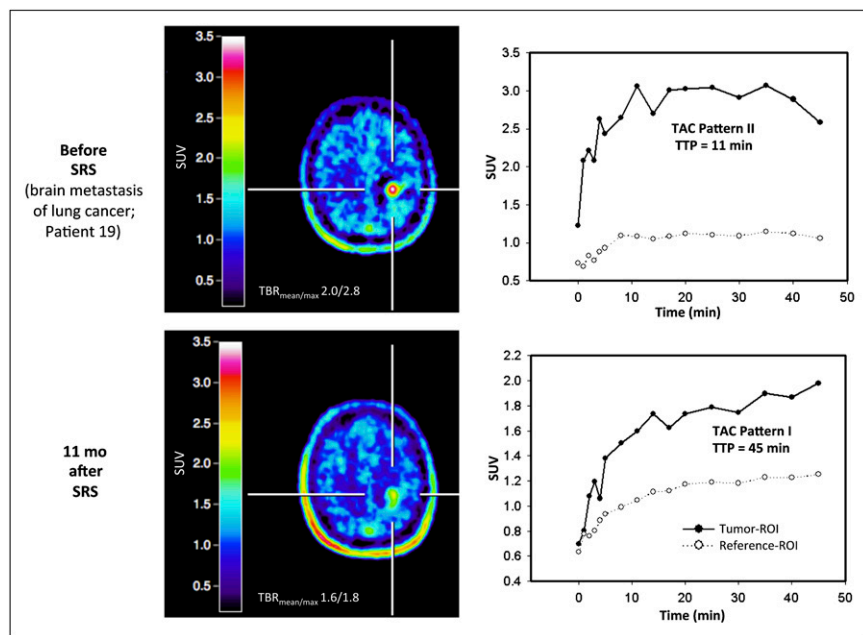 Before
SRS
(brain metastasis
of lung cancer;
Patient 19)
3.5
3.0
2.5
2.0
1.5
1.0
0.5
SUV
TBRmean/max 2.0/2.8
3.5
3.0
2.5
2.0
1.5
1.0
0.5
SUV
TAC Pattern II
TTP = 11 min
0 10 20 30 40 50
Time (min)
11 mo
after
SRS
3.5
3.0
2.5
2.0
1.5
1.0
0.5
SUV
TBRmean/max 1.6/1.8
2.2
2.0
1.8
1.6
1.4
1.2
1.0
0.8
0.6
0.4
SUV
TAC Pattern I
TTP = 45 min
Tumor-ROI
Reference-ROI
0 10 20 30 40 50
Time (min)